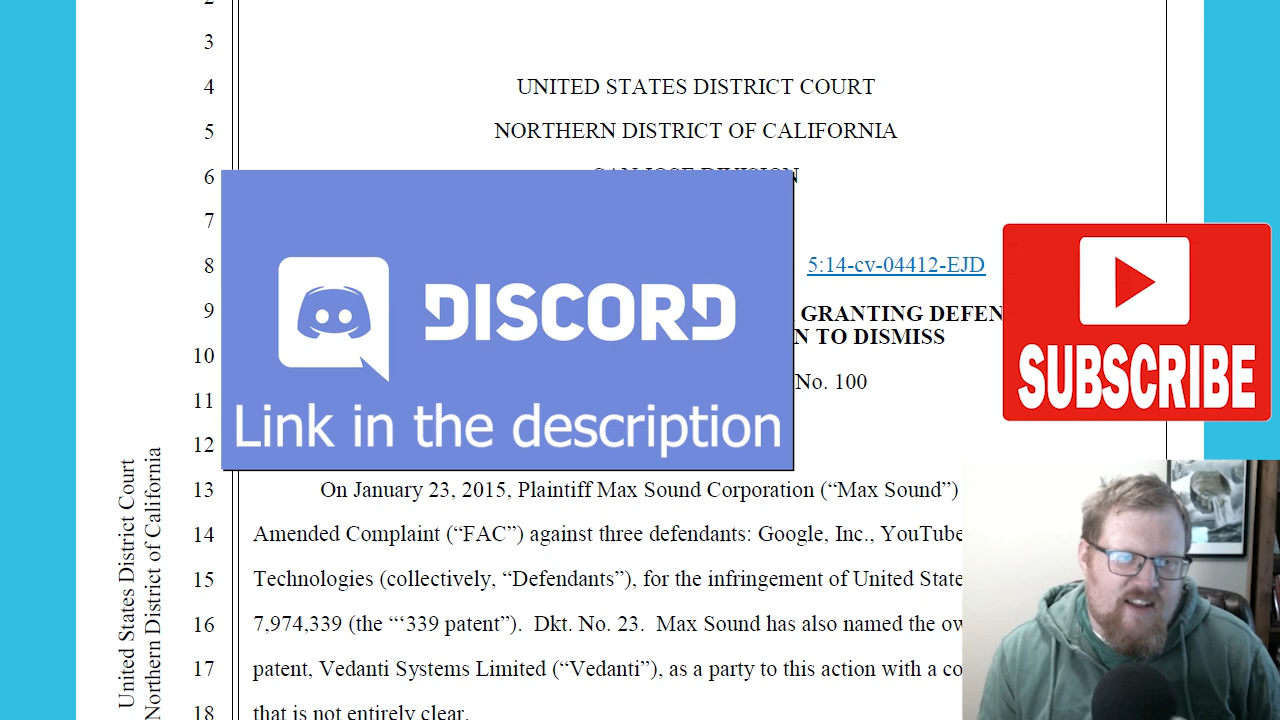 3
4
UNITED STATES DISTRICT COURT
5
NORTHERN DISTRICT OF CALIFORNIA
6
SAN JOSE DIVISION
7
8
5:14-cv-04412-EJD
9
GRANTING DEFEN
10
N TO DISMISS
No. 100
11
12
DISCORD
Link in the description
SUBSCRIBE
13
On January 23, 2015, Plaintiff Max Sound Corporation (“Max Sound”)
14
Amended Complaint (“FAC”) against three defendants: Google, Inc., YouTube
15
Technologies (collectively, “Defendants”), for the infringement of United State
16
7,974,339 (the “‘339 patent”). Dkt. No. 23. Max Sound has also named the ow
17
patent, Vedanti Systems Limited (“Vedanti”), as a party to this action with a co
18
that is not entirely clear.
United States District Court
Northern District of California